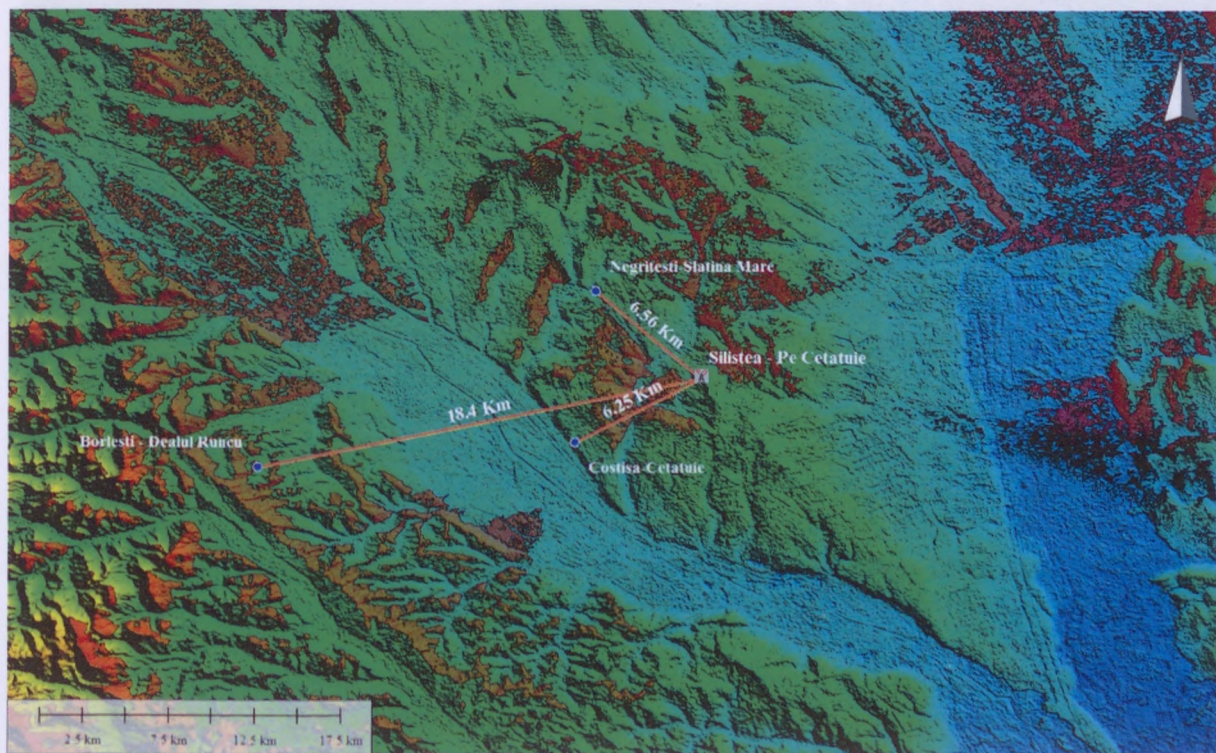 Negritesti-Slatina Mare
6.56 Km
Silistea - Pe Cetatuie
6.25 Km
18.4 Km
Borlesti - Dealul Runcu
Costisa-Cetatuie
2.5 km 7.5 km 12.5 km 17.5 km